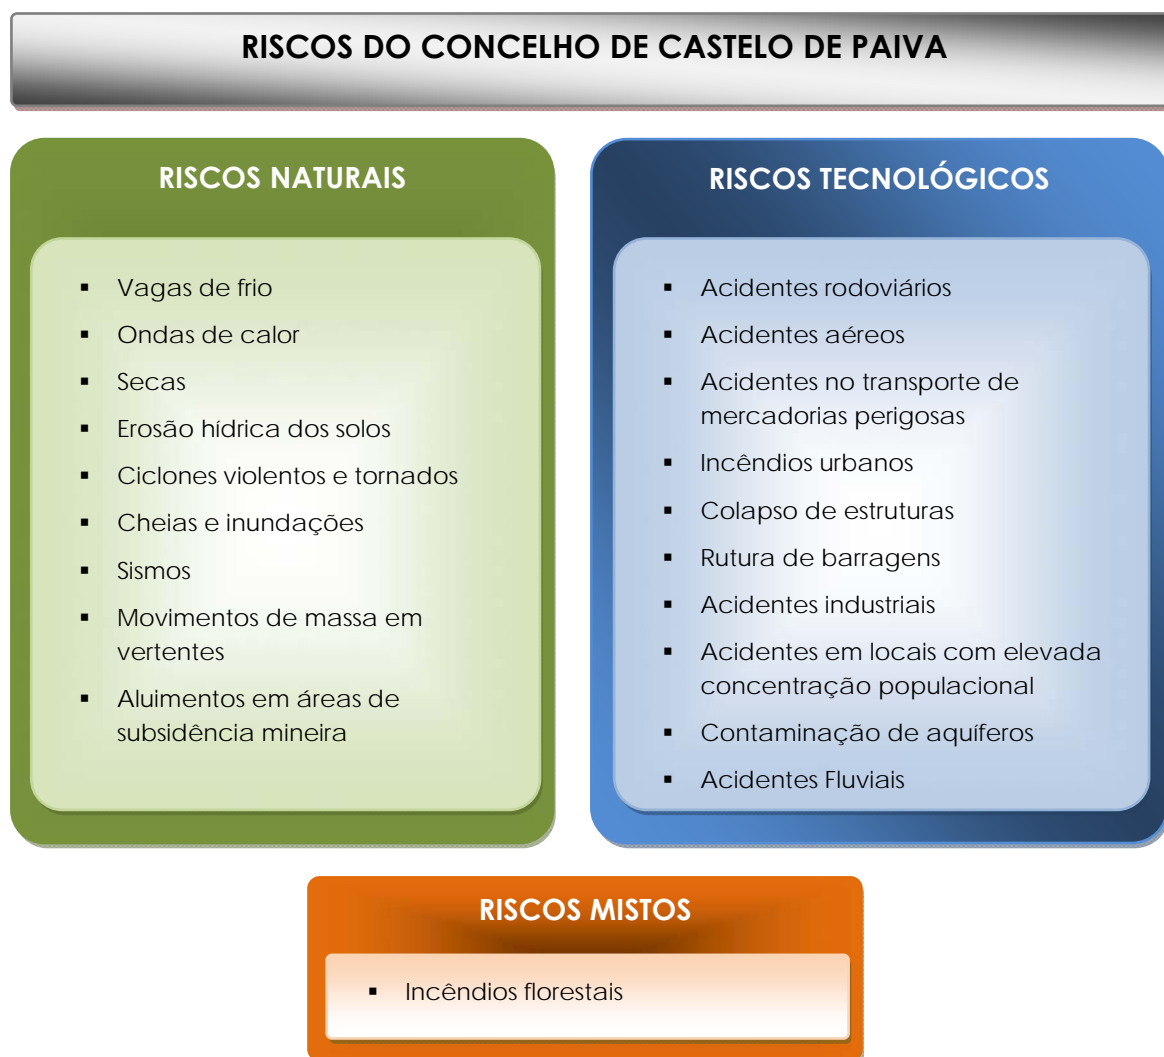 RISCOS DO CONCELHO DE CASTELO DE PAIVA
RISCOS NATURAIS
▪ Vagas de frio
▪ Ondas de calor
▪ Secas
▪ Erosão hídrica dos solos
▪ Ciclones violentos e tornados
▪ Cheias e inundações
▪ Sismos
▪ Movimentos de massa em
vertentes
▪ Aluimentos em áreas de
subsidência mineira
RISCOS TECNOLÓGICOS
▪ Acidentes rodoviários
▪ Acidentes aéreos
▪ Acidentes no transporte de
mercadorias perigosas
▪ Incêndios urbanos
▪ Colapso de estruturas
▪ Rutura de barragens
▪ Acidentes industriais
▪ Acidentes em locais com elevada
concentração populacional
▪ Contaminação de aquíferos
▪ Acidentes Fluviais
RISCOS MISTOS
▪ Incêndios florestais